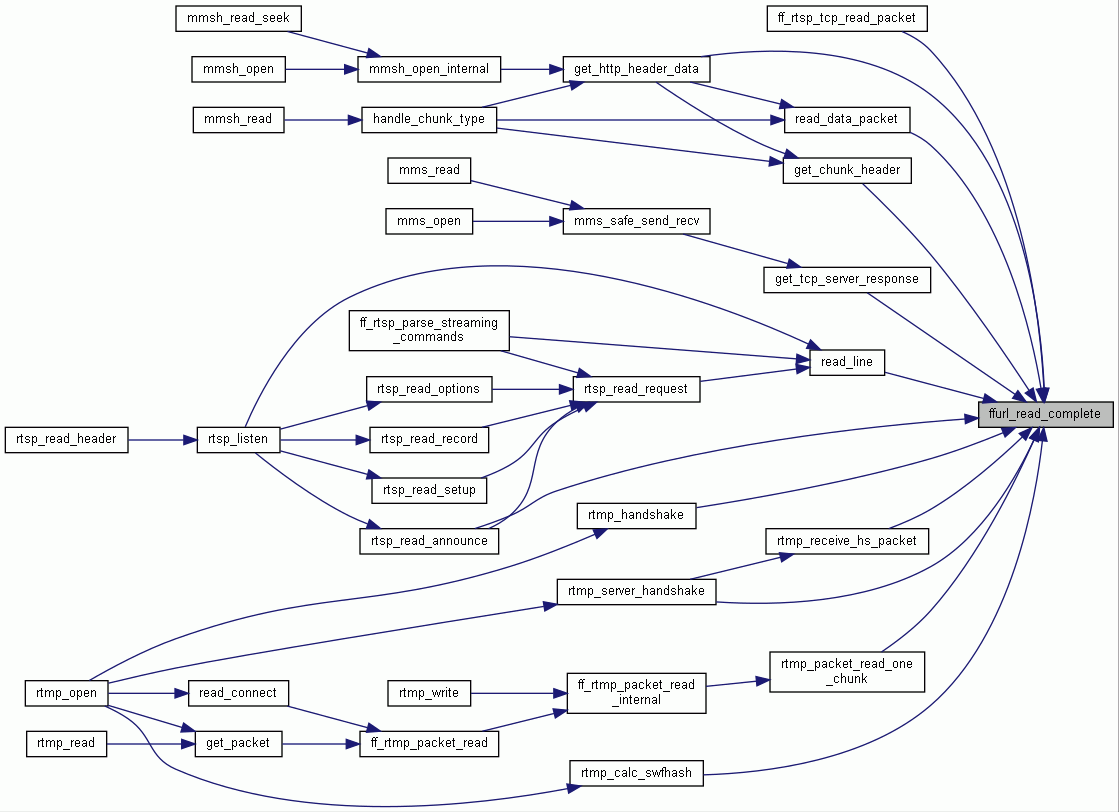 mmsh_read_seek
ff_rtsp_tcp_read_packet
mmsh_open
mmsh_open_internal
get_http_header_data
mmsh_read
handle_chunk_type
read_data_packet
mms_read
get_chunk_header
mms_open
mms_safe_send_recv
get_tcp_server_response
ff_rtsp_parse_streaming
_commands
read_line
rtsp_read_options
rtsp_read_request
ffurl_read_complete
rtsp_read_header
rtsp_listen
rtsp_read_record
rtsp_read_setup
rtmp_handshake
rtsp_read_announce
rtmp_receive_hs_packet
rtmp_server_handshake
rtmp_packet_read_one
_chunk
rtmp_open
read_connect
rtmp_write
ff_rtmp_packet_read
_internal
rtmp_read
get_packet
ff_rtmp_packet_read
rtmp_calc_swfhash